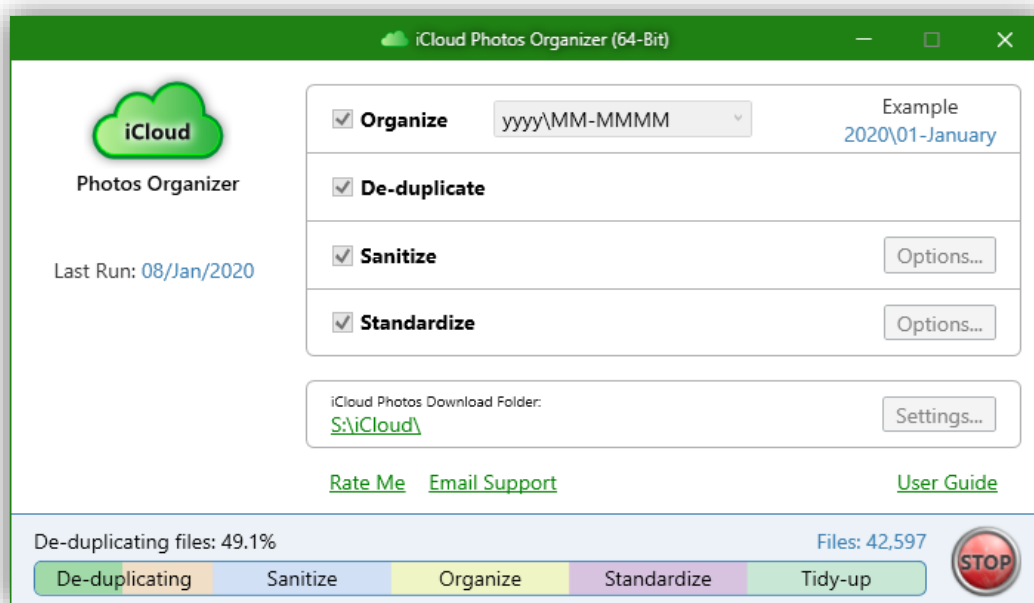 iCloud Photos Organizer (64-Bit)
iCloud
Photos Organizer
Last Run: 08/Jan/2020
Organize
yyyy\MM-MMMM
Example
2020\01-January
De-duplicate
Sanitize
Options...
Standardize
Options...
iCloud Photos Download Folder:
S:\iCloud\
Settings...
Rate Me Email Support User Guide
De-duplicating files: 49.1%
Files: 42,597
STOP
De-duplicating Sanitize Organize Standardize Tidy-up